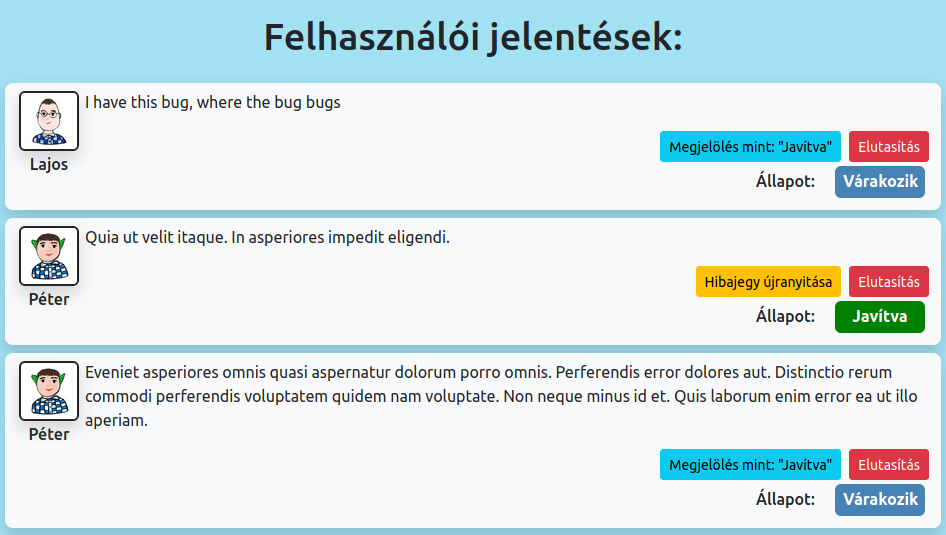 Felhasználói jelentések:
I have this bug, where the bug bugs
Lajos
Megjelölés mint: "Javítva" Elutasítás
Állapot: Várakozik
Quia ut velit itaque. In asperiores impedit eligendi.
Péter
Hibajegy újranyitása Elutasítás
Állapot: Javítva
Eveniet asperiores omnis quasi aspernatur dolorum porro omnis. Perferendis error dolores aut. Distinctio rerum
commodi perferendis voluptatem quidem nam voluptate. Non neque minus id et. Quis laborum enim error ea ut illo
aperiam.
Péter
Megjelölés mint: "Javítva" Elutasítás
Állapot: Várakozik